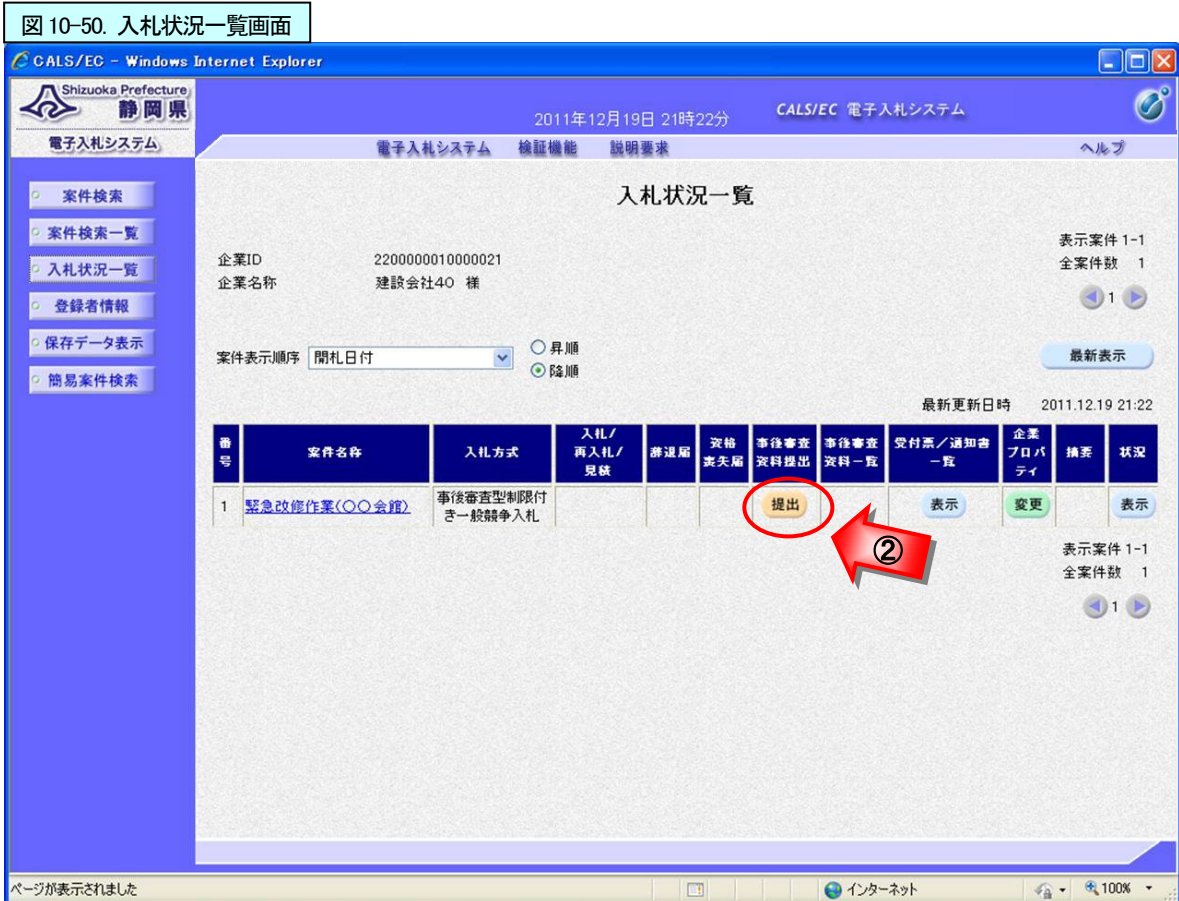 図 10-50. 入札状況一覧画面
CALS/EC - Windows Internet Explorer
Shizuoka Prefecture
静岡県
電子入札システム
2011年12月19日 21時22分
CALS/EC 電子入札システム
電子入札システム 検証機能 説明要求 ヘルプ
案件検索
案件検索一覧
入札状況一覧
登録者情報
保存データ表示
簡易案件検索
入札状況一覧
表示案件 1-1
全案件数 1
1
企業ID 2200000010000021
企業名称 建設会社40 様
案件表示順序 開札日付
昇順
降順
最新表示
最新更新日時 2011.12.19 21:22
番号 案件名称 入札方式 入札/再入札/見積 辞退届 資格喪失届 事後審査資料提出 事後審査資料一覧 受付票/通知書一覧 企業プロパティ 摘要 状況
1 緊急改修作業(〇〇会館) 事後審査型制限付き一般競争入札 提出 表示 変更 表示
②
表示案件 1-1
全案件数 1
1
ページが表示されました
インターネット
100%